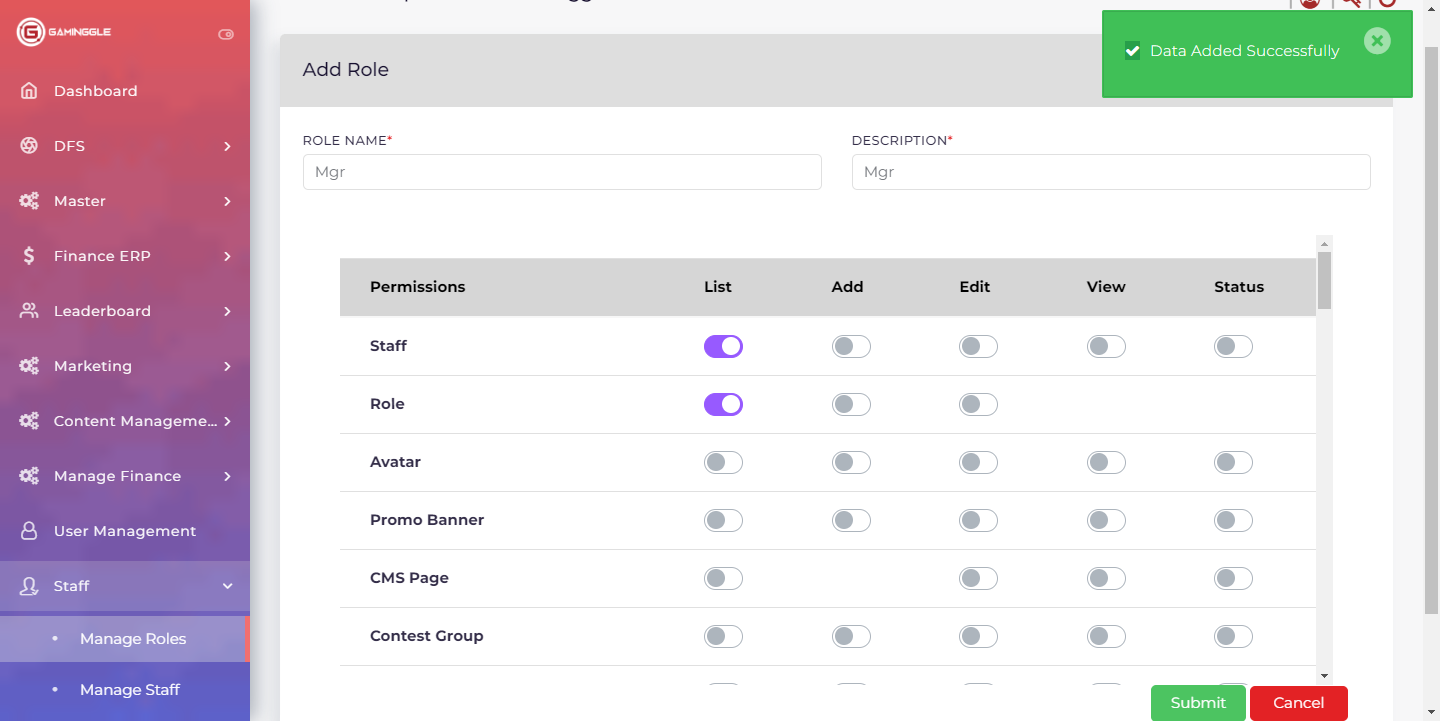 GAMINGGLE
Dashboard
DFS
Master
Finance ERP
Leaderboard
Marketing
Content Manageme...
Manage Finance
User Management
Staff
Manage Roles
Manage Staff
Data Added Successfully
Add Role
ROLE NAME*
DESCRIPTION*
Mgr
Mgr
Permissions List Add Edit View Status
Staff
Role
Avatar
Promo Banner
CMS Page
Contest Group
Submit
Cancel